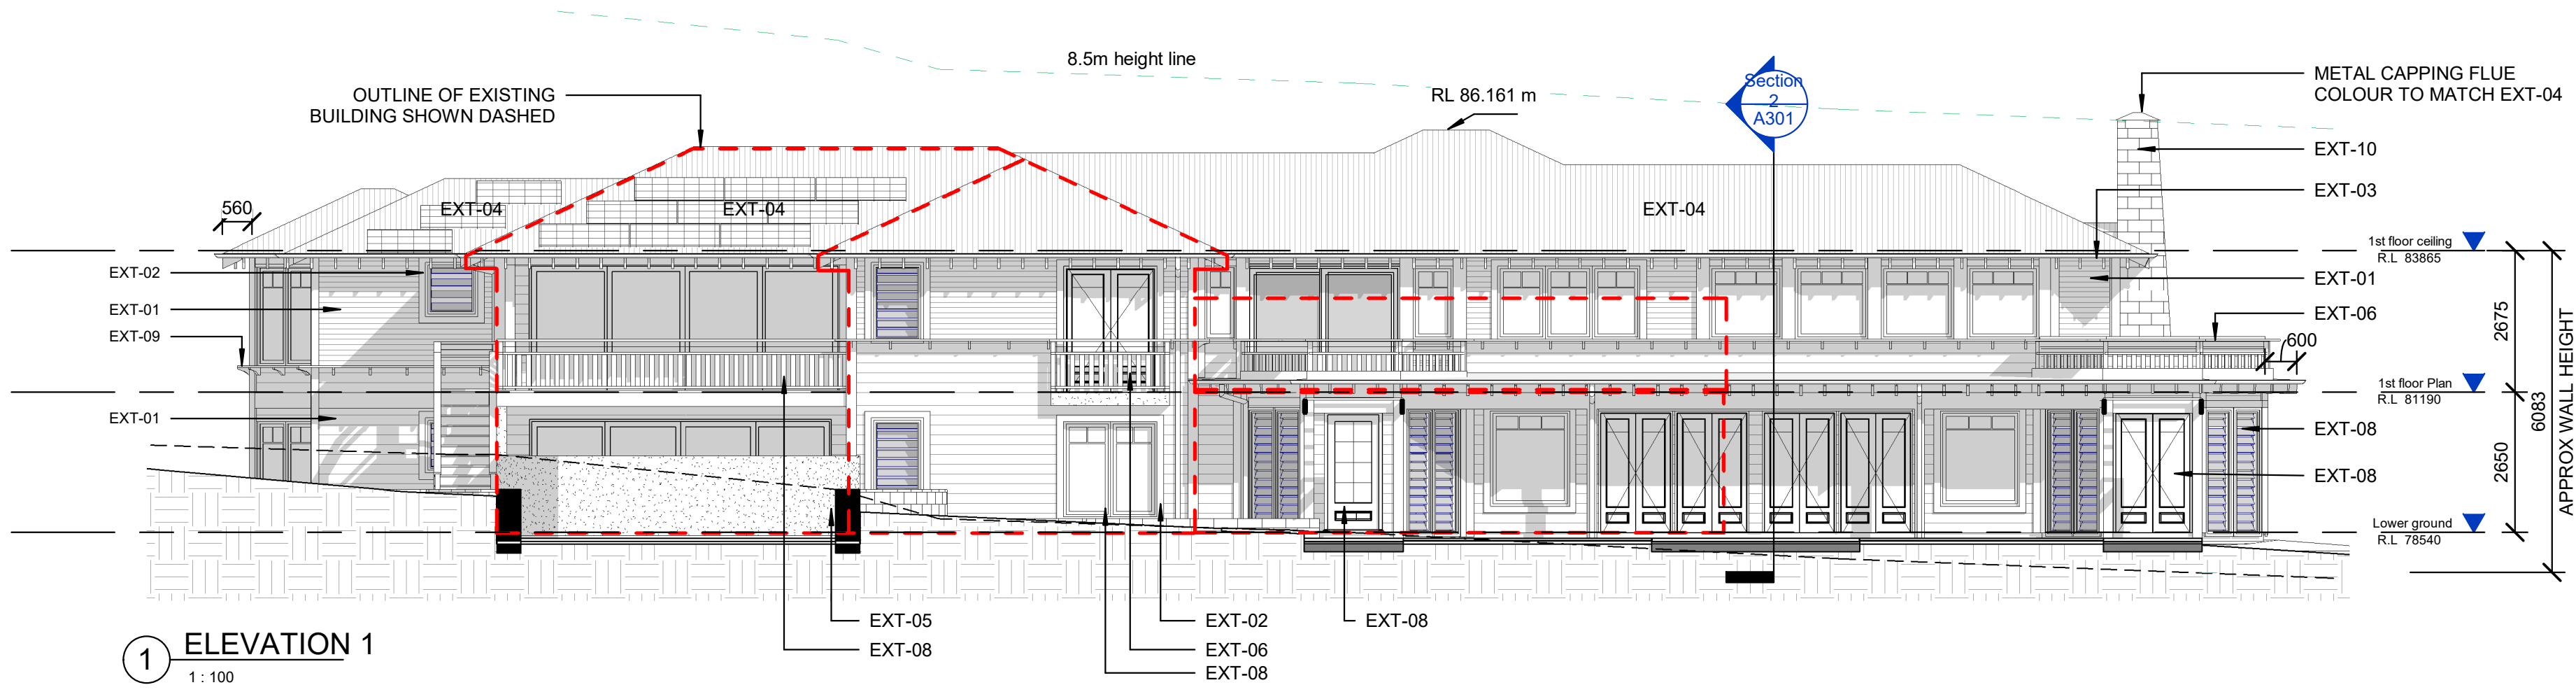 8.5m height line
METAL CAPPING FLUE
COLOUR TO MATCH EXT-04
OUTLINE OF EXISTING
BUILDING SHOWN DASHED
RL 86.161 m
Section
2
A301
EXT-10
EXT-03
560
EXT-04
EXT-04
EXT-04
1st floor ceiling
R.L 83865
EXT-02
EXT-01
EXT-01
EXT-06
EXT-09
600
2675
1st floor Plan
R.L 81190
EXT-01
EXT-08
EXT-08
2650
6083
APPROX WALL HEIGHT
Lower ground
R.L 78540
EXT-05
EXT-08
EXT-02
EXT-06
EXT-08
EXT-08
1
ELEVATION 1
1 : 100